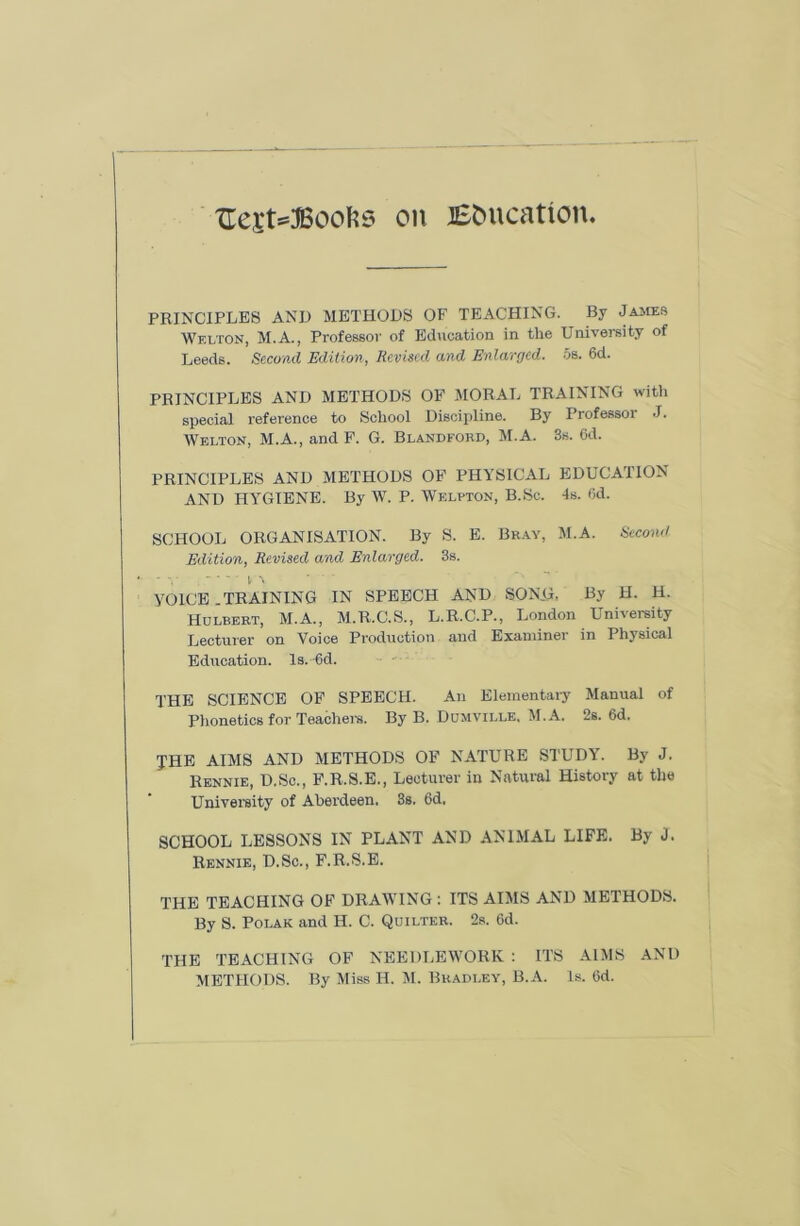 Text=Books on Education.
PRINCIPLES AND METHODS OF TEACHING. By James
Welton, M.A., Professor of Education in the University of
Leeds. Second Edition, Revised and Enlarged. 5s. 6d.
PRINCIPLES AND METHODS OF MORAL TRAINING with
special reference to School Discipline. By Professor J.
Welton, M.A., and F. G. Blandford, M.A. 3s. 6d.
PRINCIPLES AND METHODS OF PHYSICAL EDUCATION
AND HYGIENE. By W. P. Welpton, B.Sc. 4s. 6d.
SCHOOL ORGANISATION. By S. E. Bray, M.A. Second
Edition, Revised and Enlarged. 3s.
VOICE TRAINING IN SPEECH AND SONG. By H. H.
Hulbert, M.A., M.R.C.S., L.R.C.P., London University
Lecturer on Voice Production and Examiner in Physical
Education. 1s. 6d.
THE SCIENCE OF SPEECH. An Elementary Manual of
Phonetics for Teachers. By B. Dumville, M.A. 2s. 6d.
THE AIMS AND METHODS OF NATURE STUDY. By J.
Rennie, D.Sc., F.R.S.E., Lecturer in Natural History at the
University of Aberdeen. 3s. 6d.
SCHOOL LESSONS IN PLANT AND ANIMAL LIFE. By J.
Rennie, D.Sc., F.R.S.E.
THE TEACHING OF DRAWING : ITS AIMS AND METHODS.
By S. Polak and H. C. Quilter. 2s. 6d.
THE TEACHING OF NEEDLEWORK : ITS AIMS AND
METHODS. By Miss H. M. Bradley, B.A. 1s. 6d.